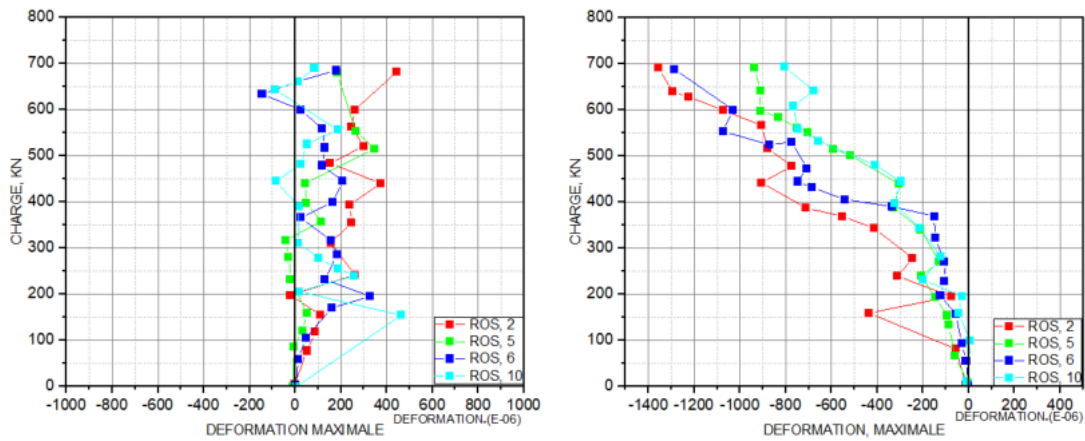 800
700
600
500
400
300
200
100
0
CHARGE, KN
-1000 -800 -600 -400 -200 0 200 400 600 800 1000
DEFORMATION MAXIMALE
DEFORMATION,(E-06)
ROS, 2
ROS, 5
ROS, 6
ROS, 10
800
700
600
500
400
300
200
100
0
CHARGE, KN
-1400 -1200 -1000 -800 -600 -400 -200 0 200 400
DEFORMATION, MAXIMALE
DEFORMATION,(E-06)
ROS, 2
ROS, 5
ROS, 6
ROS, 10